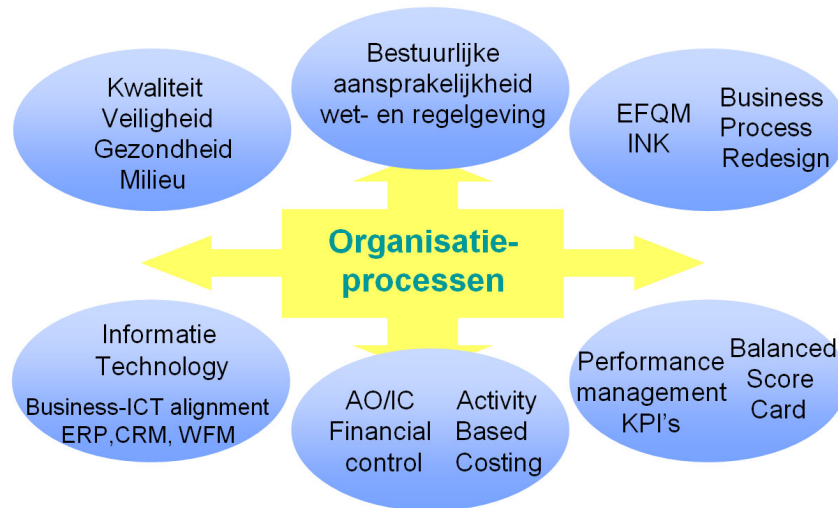 Kwaliteit
Veiligheid
Gezondheid
Milieu
Bestuurlijke
aansprakelijkheid
wet- en regelgeving
EFQM
INK
Business
Process
Redesign
Organisatie-
processen
Informatie
Technology
Business-ICT alignment
ERP,CRM, WFM
AO/IC
Financial
control
Activity
Based
Costing
Performance
management
KPI's
Balanced
Score
Card